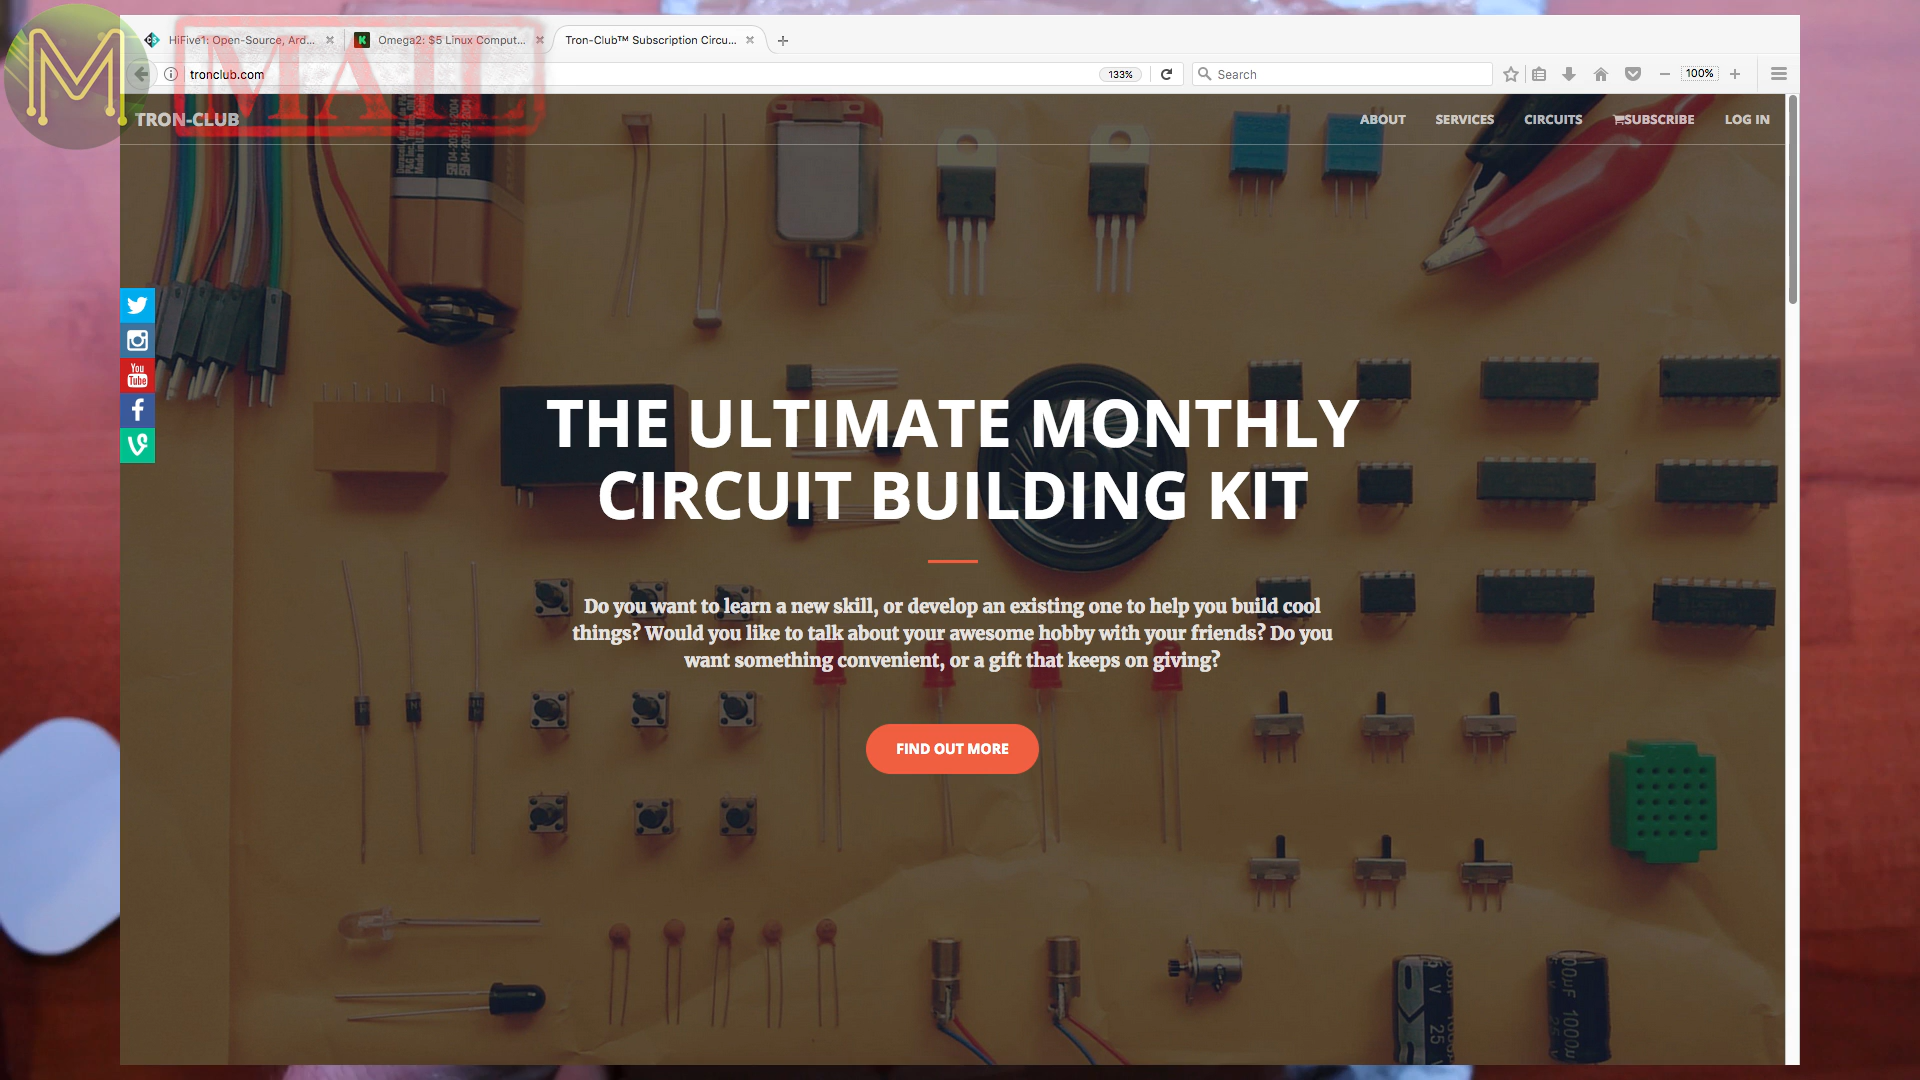 M
MAIL
HiFive1: Open-Source, Ard...
Omega2: $5 Linux Comput...
Tron-Club™ Subscription Circu...
tronclub.com
133%
Search
100%
TRON-CLUB
ABOUT
SERVICES
CIRCUITS
SUBSCRIBE
LOG IN
You
Tube
THE ULTIMATE MONTHLY
CIRCUIT BUILDING KIT
Do you want to learn a new skill, or develop an existing one to help you build cool
things? Would you like to talk about your awesome hobby with your friends? Do you
want something convenient, or a gift that keeps on giving?
FIND OUT MORE